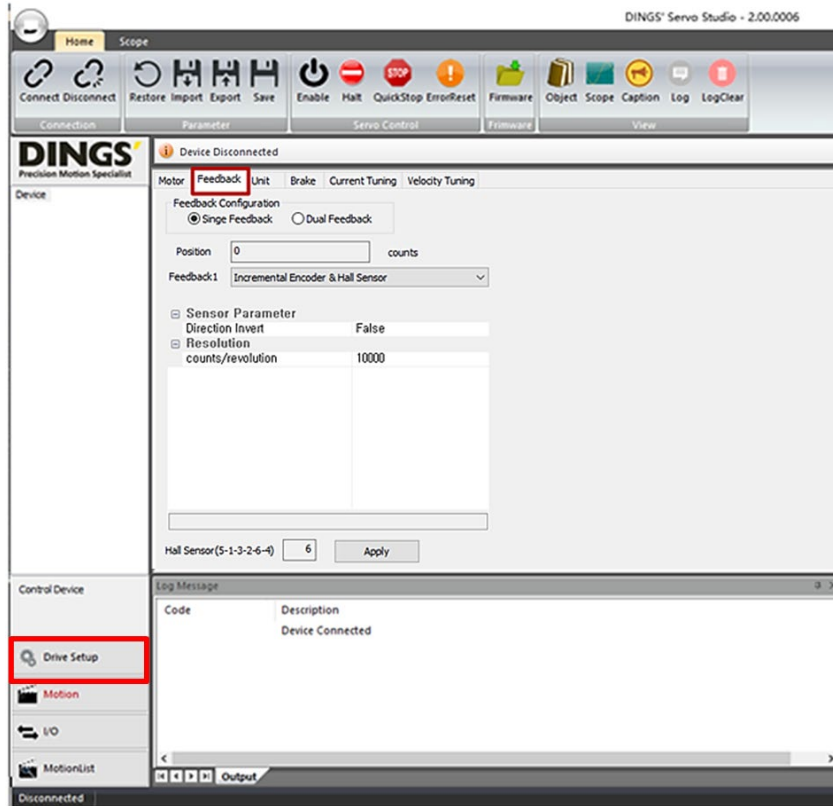 DINGS' Servo Studio - 2.00.0006
Home Scope
Connect Disconnect Restore Import Export Save Enable Halt QuickStop ErrorReset Firmware Object Scope Caption Log LogClear
STOP
Connection Parameter Servo Control Frimware View
DINGS'
Precision Motion Specialist
Device Disconnected
Motor Feedback Unit Brake Current Tuning Velocity Tuning
Device
Feedback Configuration
Singe Feedback Dual Feedback
Position 0 counts
Feedback1 Incremental Encoder & Hall Sensor
Sensor Parameter
Direction Invert False
Resolution
counts/revolution 10000
Hall Sensor(5-1-3-2-6-4) 6 Apply
Control Device
Log Message
Code Description
Device Connected
Drive Setup
Motion
I/O
MotionList
Output
Disconnected